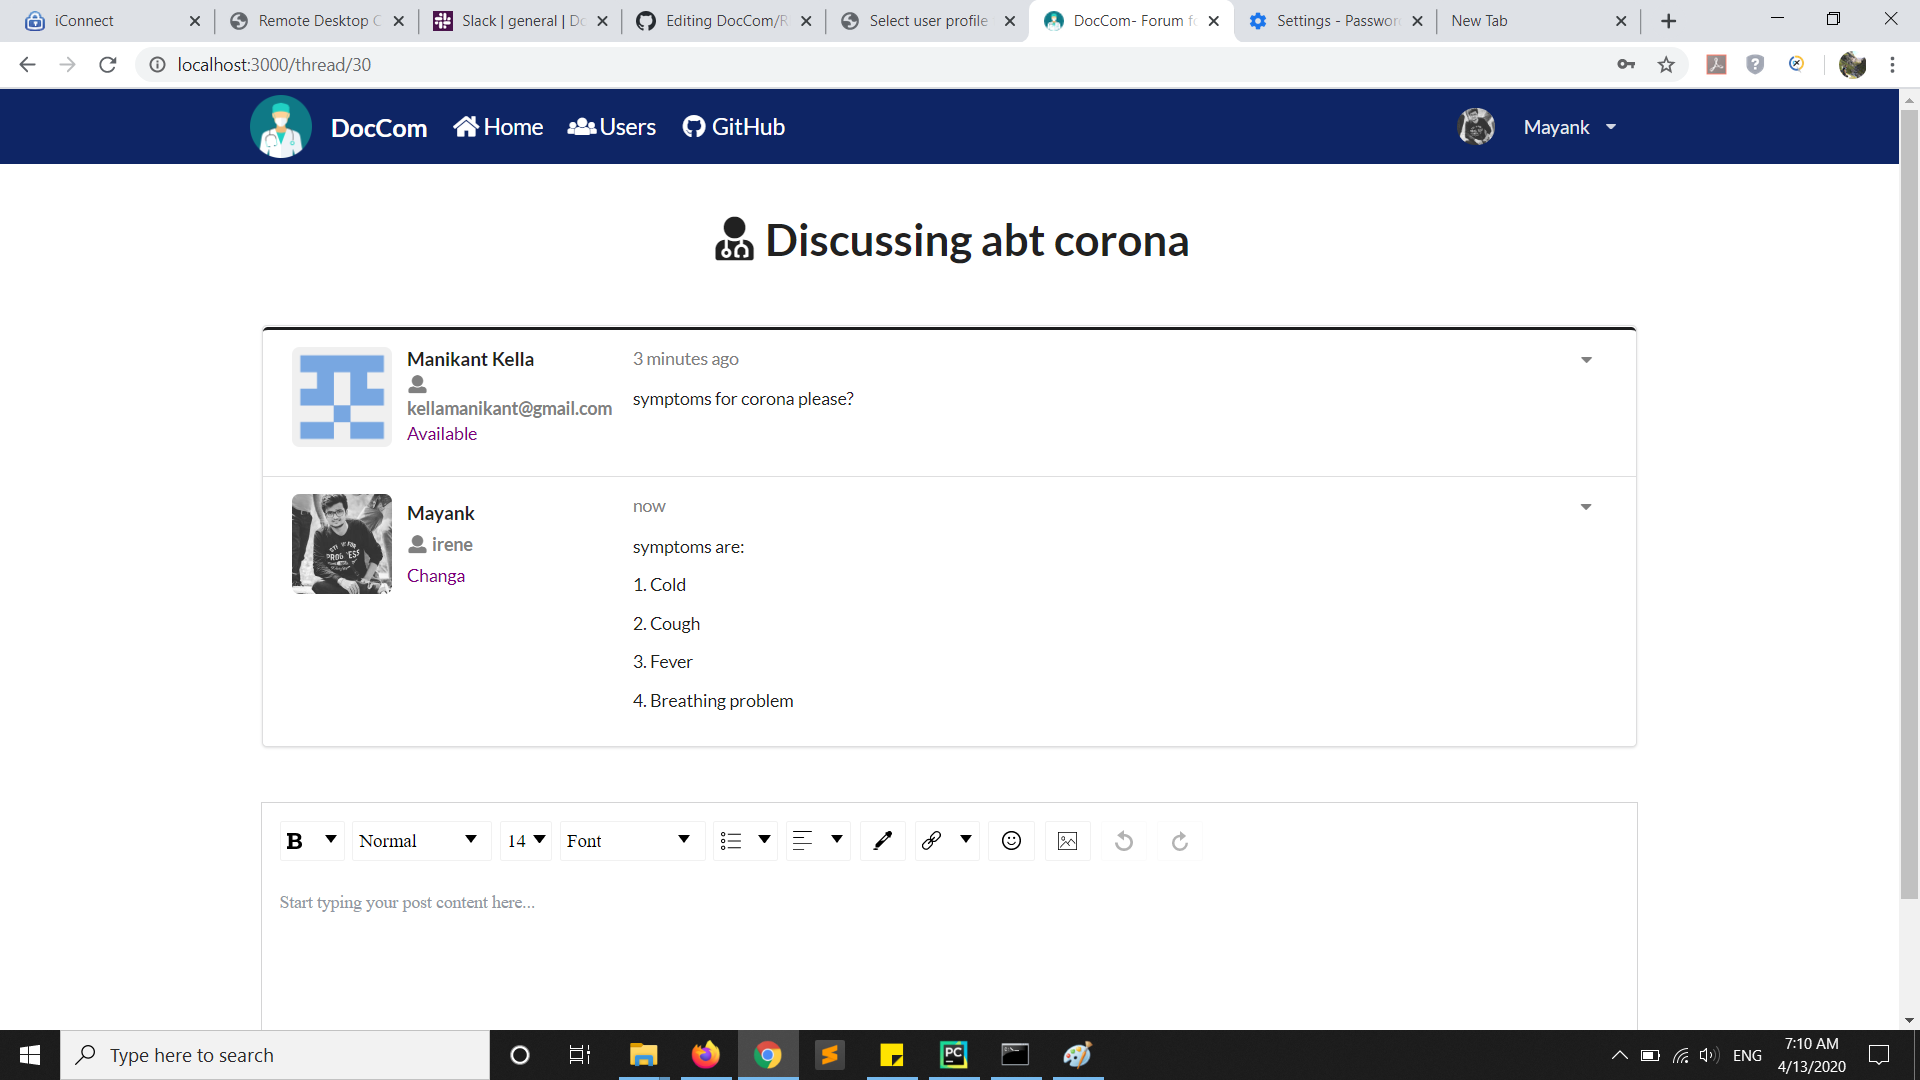 iConnect
Remote Desktop C
Slack | general | Do
Editing DocCom/R
Select user profile
DocCom- Forum fo
Settings - Passwor
New Tab
localhost:3000/thread/30
DocCom
Home
Users
GitHub
Mayank
Discussing abt corona
Manikant Kella
3 minutes ago
symptoms for corona please?
kellamanikant@gmail.com
Available
Mayank
irene
Changa
now
symptoms are:
1. Cold
2. Cough
3. Fever
4. Breathing problem
B
Normal
14
Font
Start typing your post content here...
Type here to search
PC
ENG
7:10 AM
4/13/2020